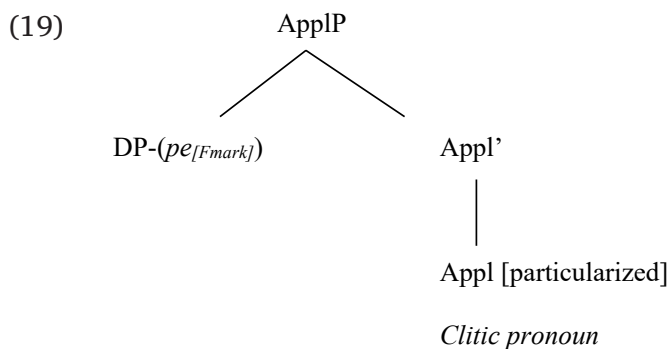 (19)
ApplP
DP-(pe[Fmark])
Appl’
Appl [particularized]
Clitic pronoun